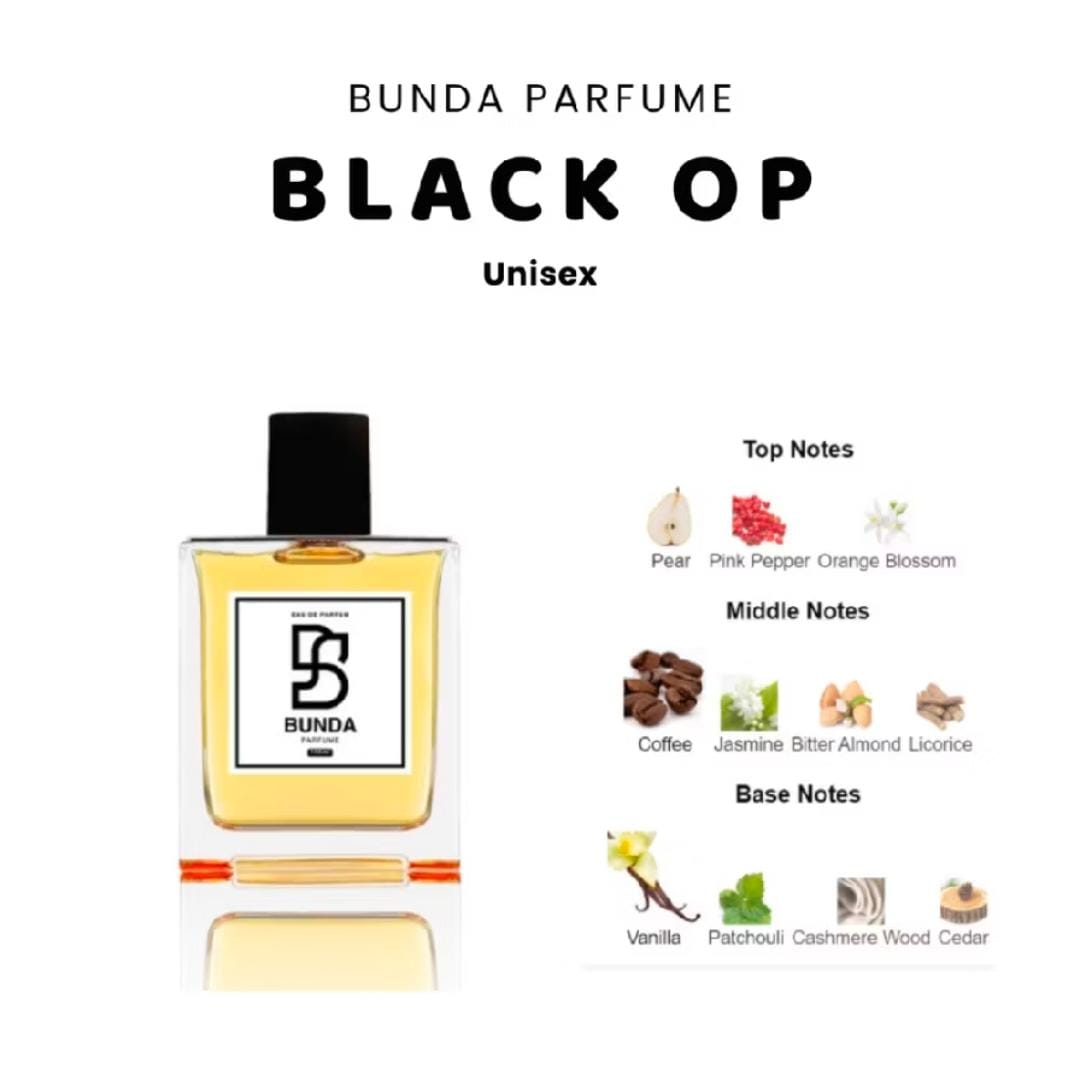 BUNDA PARFUME
BLACK OP
Unisex
EAU DE PARFUM
BUNDA
PARFUME
Top Notes
Pear Pink Pepper Orange Blossom
Middle Notes
Coffee Jasmine Bitter Almond Licorice
Base Notes
Vanilla Patchouli Cashmere Wood Cedar